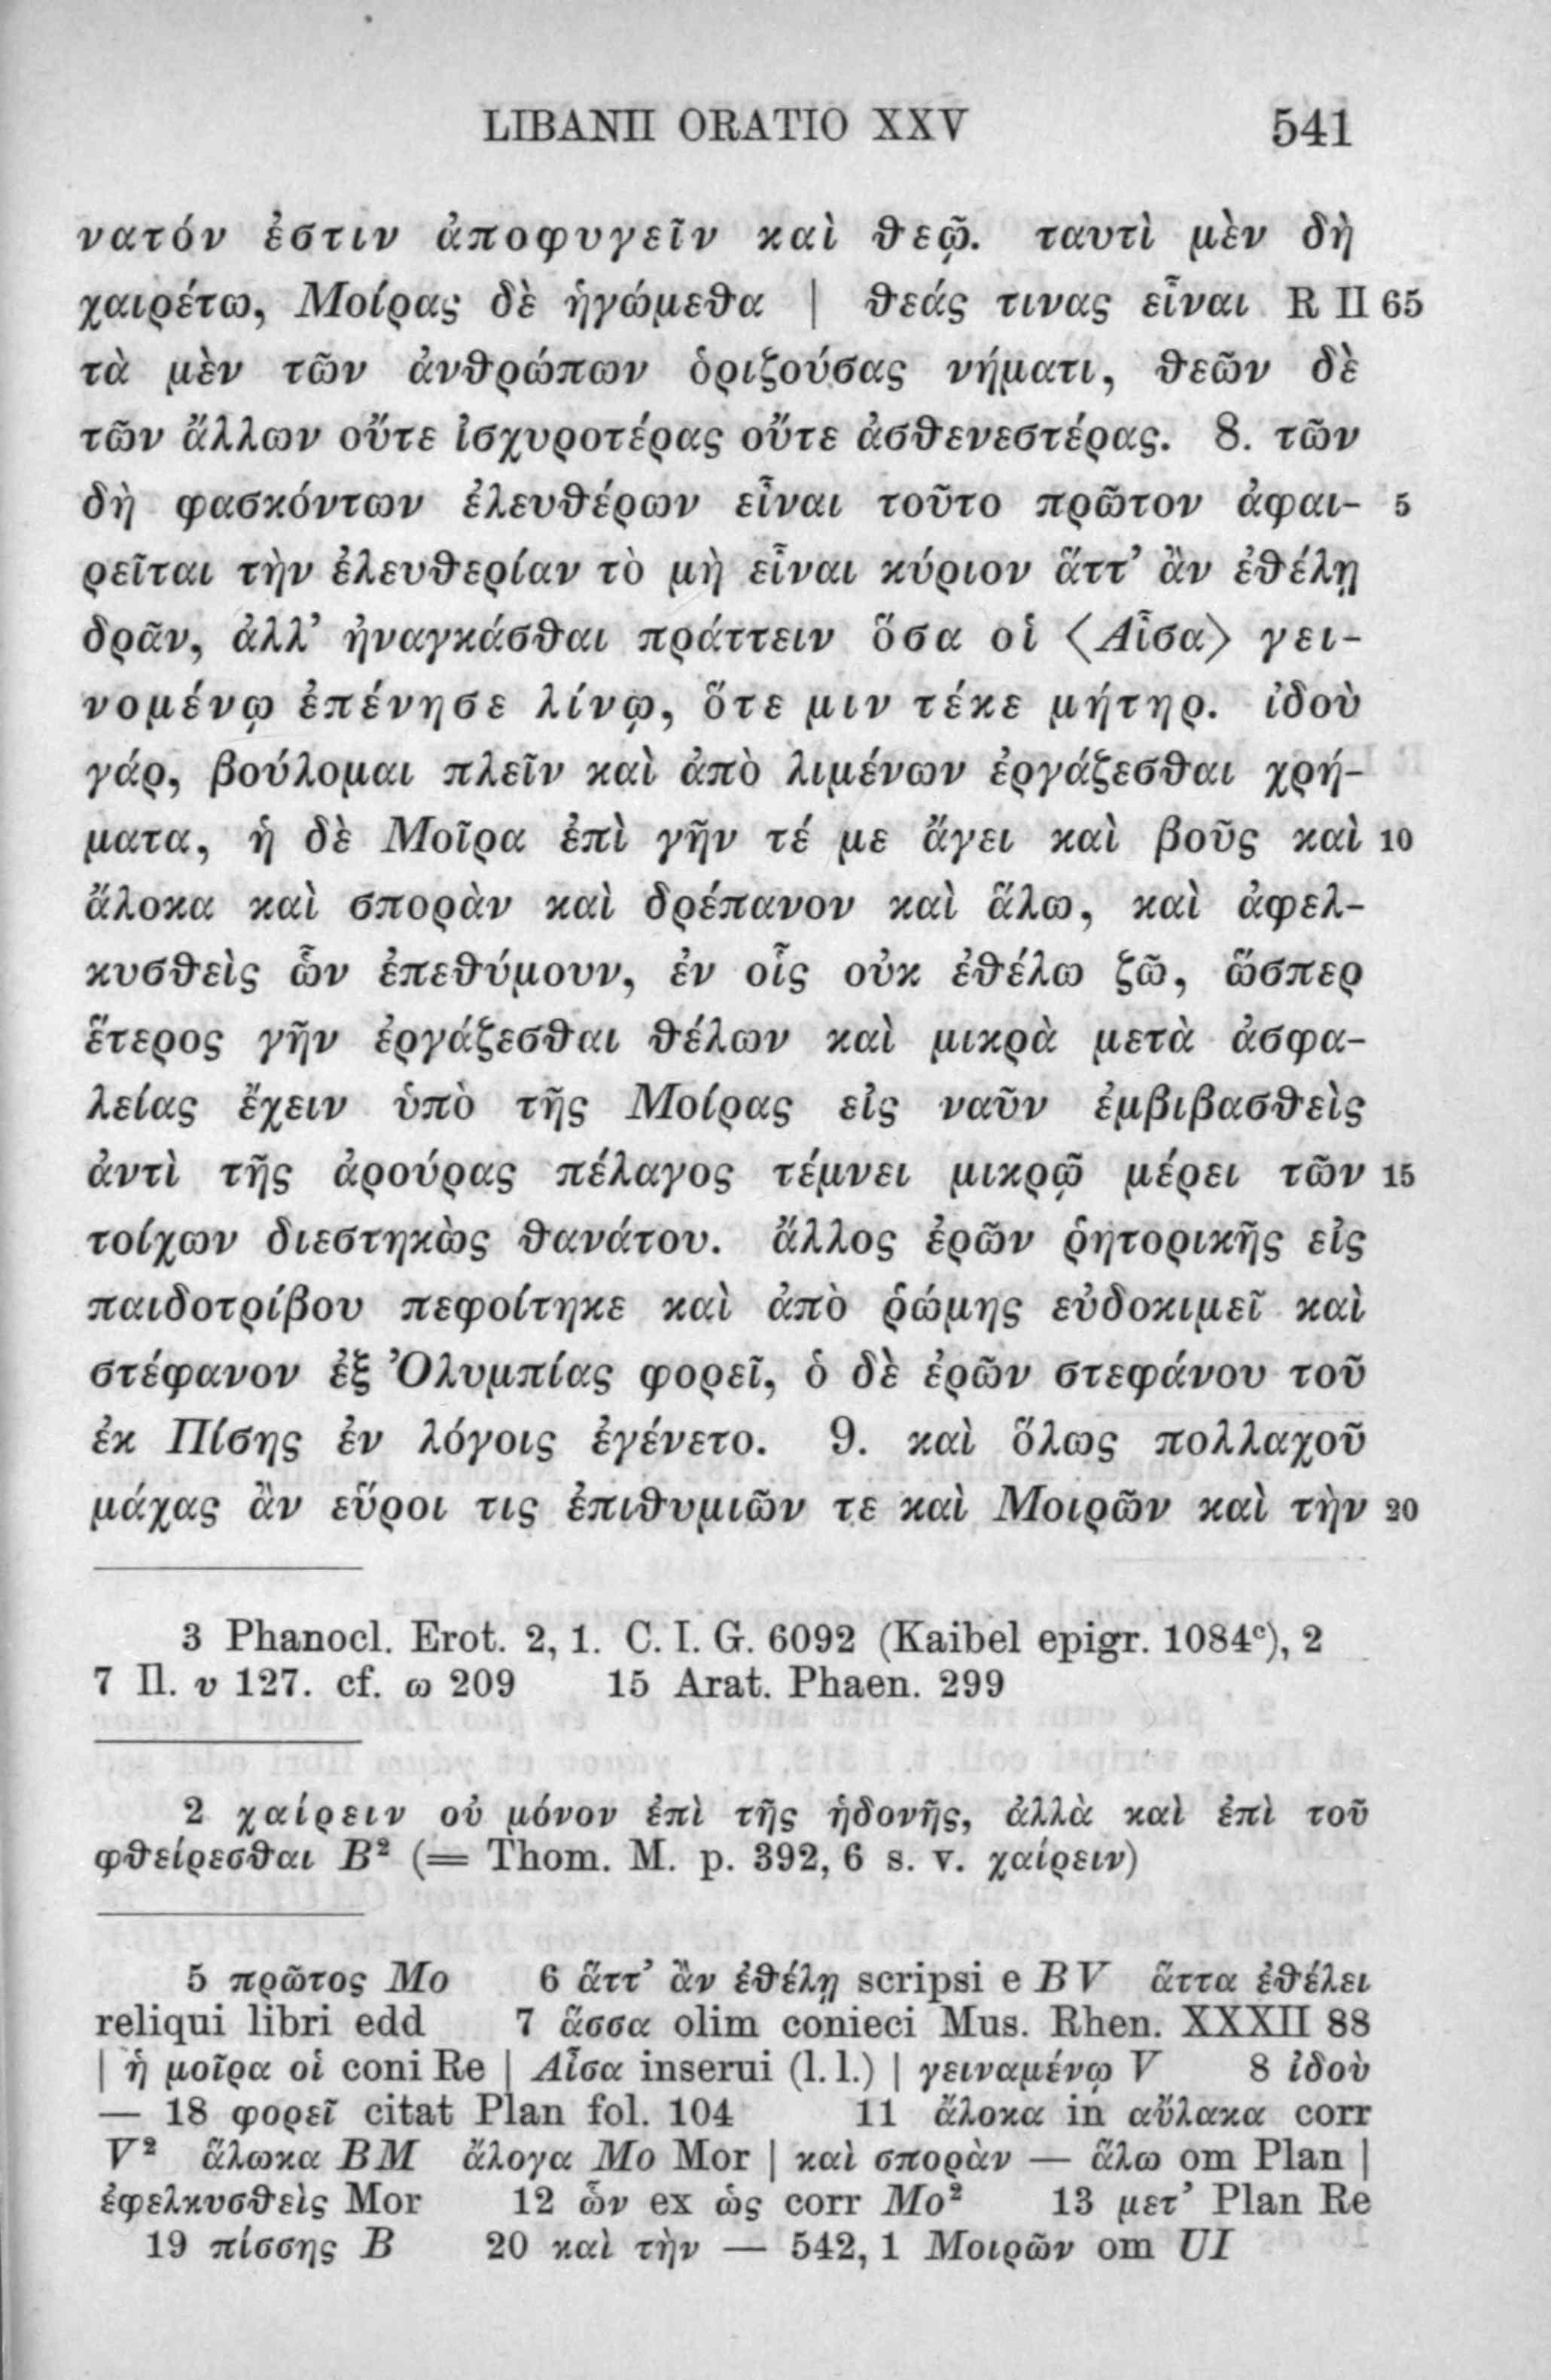 LIBANII ORATIO XXV 541
νατόν ἐστιν ἀποφυγεῖν καὶ θεῷ. ταυτὶ μὲν δὴ
χαιρέτω, Μοίρας δὲ ἡγώμεθα | θεάς τινας εἶναι R II 65
τὰ μὲν τῶν ἀνθρώπων ὁριζούσας νήματι, θεῶν δὲ
τῶν ἄλλων οὔτε ἰσχυροτέρας οὔτε ἀσθενεστέρας. 8. τῶν
δὴ φασκόντων ἐλευθέρων εἶναι τοῦτο πρῶτον ἀφαι- 5
ρεῖται τὴν ἐλευθερίαν τὸ μὴ εἶναι κύριον ἅττ’ ἂν ἐθέλῃ
δρᾶν, ἀλλ’ ἠναγκάσθαι πράττειν ὅσα οἱ ⟨Αἶσα⟩ γει-
νομένῳ ἐπένησε λίνῳ, ὅτε μιν τέκε μήτηρ. ἰδοὺ
γάρ, βούλομαι πλεῖν καὶ ἀπὸ λιμένων ἐργάζεσθαι χρή-
ματα, ἡ δὲ Μοῖρα ἐπὶ γῆν τέ με ἄγει καὶ βοῦς καὶ 10
ἄλοκα καὶ σπορὰν καὶ δρέπανον καὶ ἅλω, καὶ ἀφελ-
κυσθεὶς ὧν ἐπεθύμουν, ἐν οἷς οὐκ ἐθέλω ζῶ, ὥσπερ
ἕτερος γῆν ἐργάζεσθαι θέλων καὶ μικρὰ μετὰ ἀσφα-
λείας ἔχειν ὑπὸ τῆς Μοίρας εἰς ναῦν ἐμβιβασθεὶς
ἀντὶ τῆς ἀρούρας πέλαγος τέμνει μικρῷ μέρει τῶν 15
τοίχων διεστηκὼς θανάτου. ἄλλος ἐρῶν ῥητορικῆς εἰς
παιδοτρίβου πεφοίτηκε καὶ ἀπὸ ῥώμης εὐδοκιμεῖ καὶ
στέφανον ἐξ Ὀλυμπίας φορεῖ, ὁ δὲ ἐρῶν στεφάνου τοῦ
ἐκ Πίσης ἐν λόγοις ἐγένετο. 9. καὶ ὅλως πολλαχοῦ
μάχας ἂν εὕροι τις ἐπιθυμιῶν τε καὶ Μοιρῶν καὶ τὴν 20
3 Phanocl. Erot. 2, 1. C. I. G. 6092 (Kaibel epigr. 1084ᶜ), 2
7 Il. υ 127. cf. ω 209 15 Arat. Phaen. 299
2 χαίρειν οὐ μόνον ἐπὶ τῆς ἡδονῆς, ἀλλὰ καὶ ἐπὶ τοῦ
φθείρεσθαι B² (= Thom. M. p. 392, 6 s. v. χαίρειν)
5 πρῶτος Mo 6 ἅττ’ ἂν ἐθέλῃ scripsi e BV ἅττα ἐθέλει
reliqui libri edd 7 ἅσσα olim conieci Mus. Rhen. XXXII 88
| ἡ μοῖρα οἱ coni Re | Αἶσα inserui (l. l.) | γειναμένῳ V 8 ἰδοὺ
— 18 φορεῖ citat Plan fol. 104 11 ἄλοκα in αὔλακα corr
V² ἅλωκα BM ἄλογα Mo Mor | καὶ σπορὰν — ἅλω om Plan |
ἐφελκυσθεὶς Mor 12 ὧν ex ὡς corr Mo² 13 μετ’ Plan Re
19 πίσσης B 20 καὶ τὴν — 542, 1 Μοιρῶν om UI